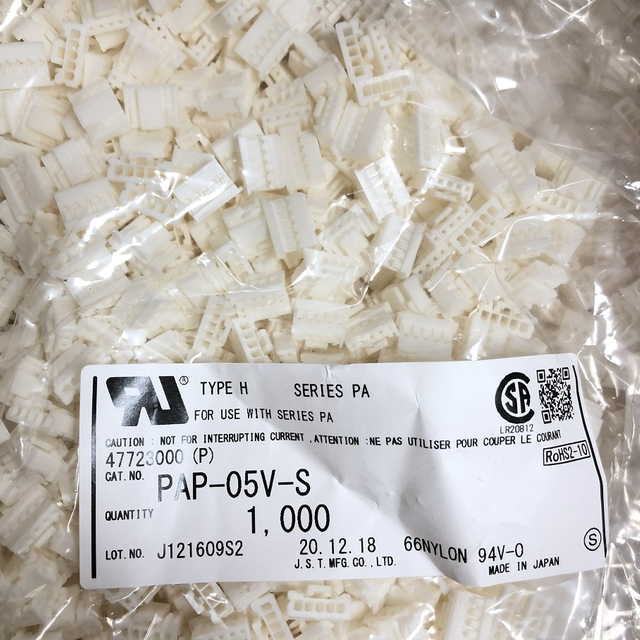 TYPE H SERIES PA
FOR USE WITH SERIES PA
LR20812
CAUTION : NOT FOR INTERRUPTING CURRENT .ATTENTION : NE PAS UTILISER POUR COUPER LE COURANT
47723000 (P)
RoHS2-10
CAT. NO. PAP-05V-S
QUANTITY 1,000
LOT. NO. J121609S2 20.12.18 66NYLON 94V-0 S
J.S.T.MFG.CO.,LTD. MADE IN JAPAN